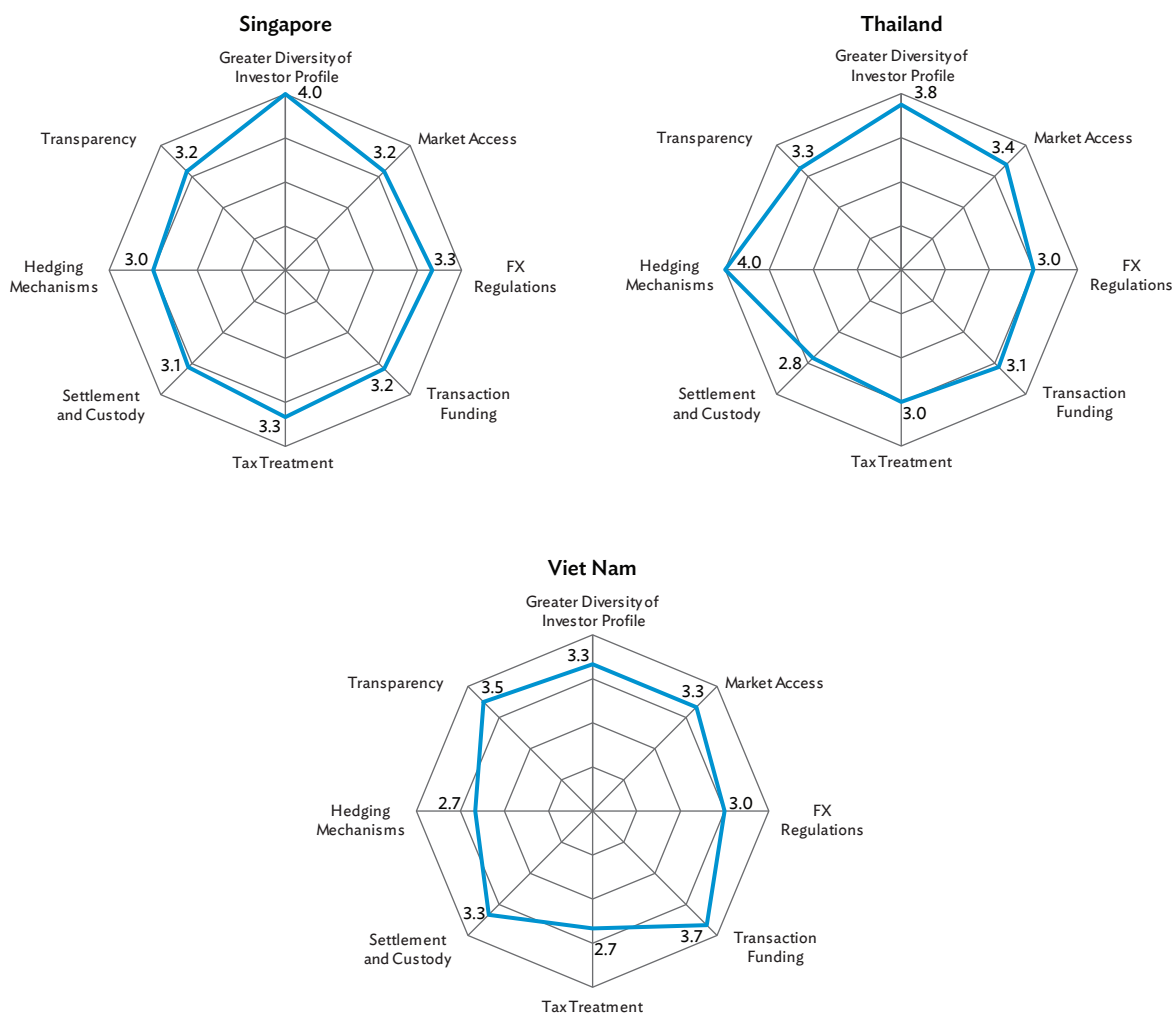 Singapore
Greater Diversity of
Investor Profile
4.0
Transparency
3.2
3.2
Market Access
Hedging
Mechanisms
3.0
3.3
FX
Regulations
Settlement
and Custody
3.1
3.2
Transaction
Funding
3.3
Tax Treatment
Thailand
Greater Diversity of
Investor Profile
3.8
Transparency
3.3
3.4
Market Access
Hedging
Mechanisms
4.0
3.0
FX
Regulations
Settlement
and Custody
2.8
3.1
Transaction
Funding
3.0
Tax Treatment
Viet Nam
Greater Diversity of
Investor Profile
3.3
Transparency
3.5
3.3
Market Access
Hedging
Mechanisms
2.7
3.0
FX
Regulations
Settlement
and Custody
3.3
3.7
Transaction
Funding
2.7
Tax Treatment